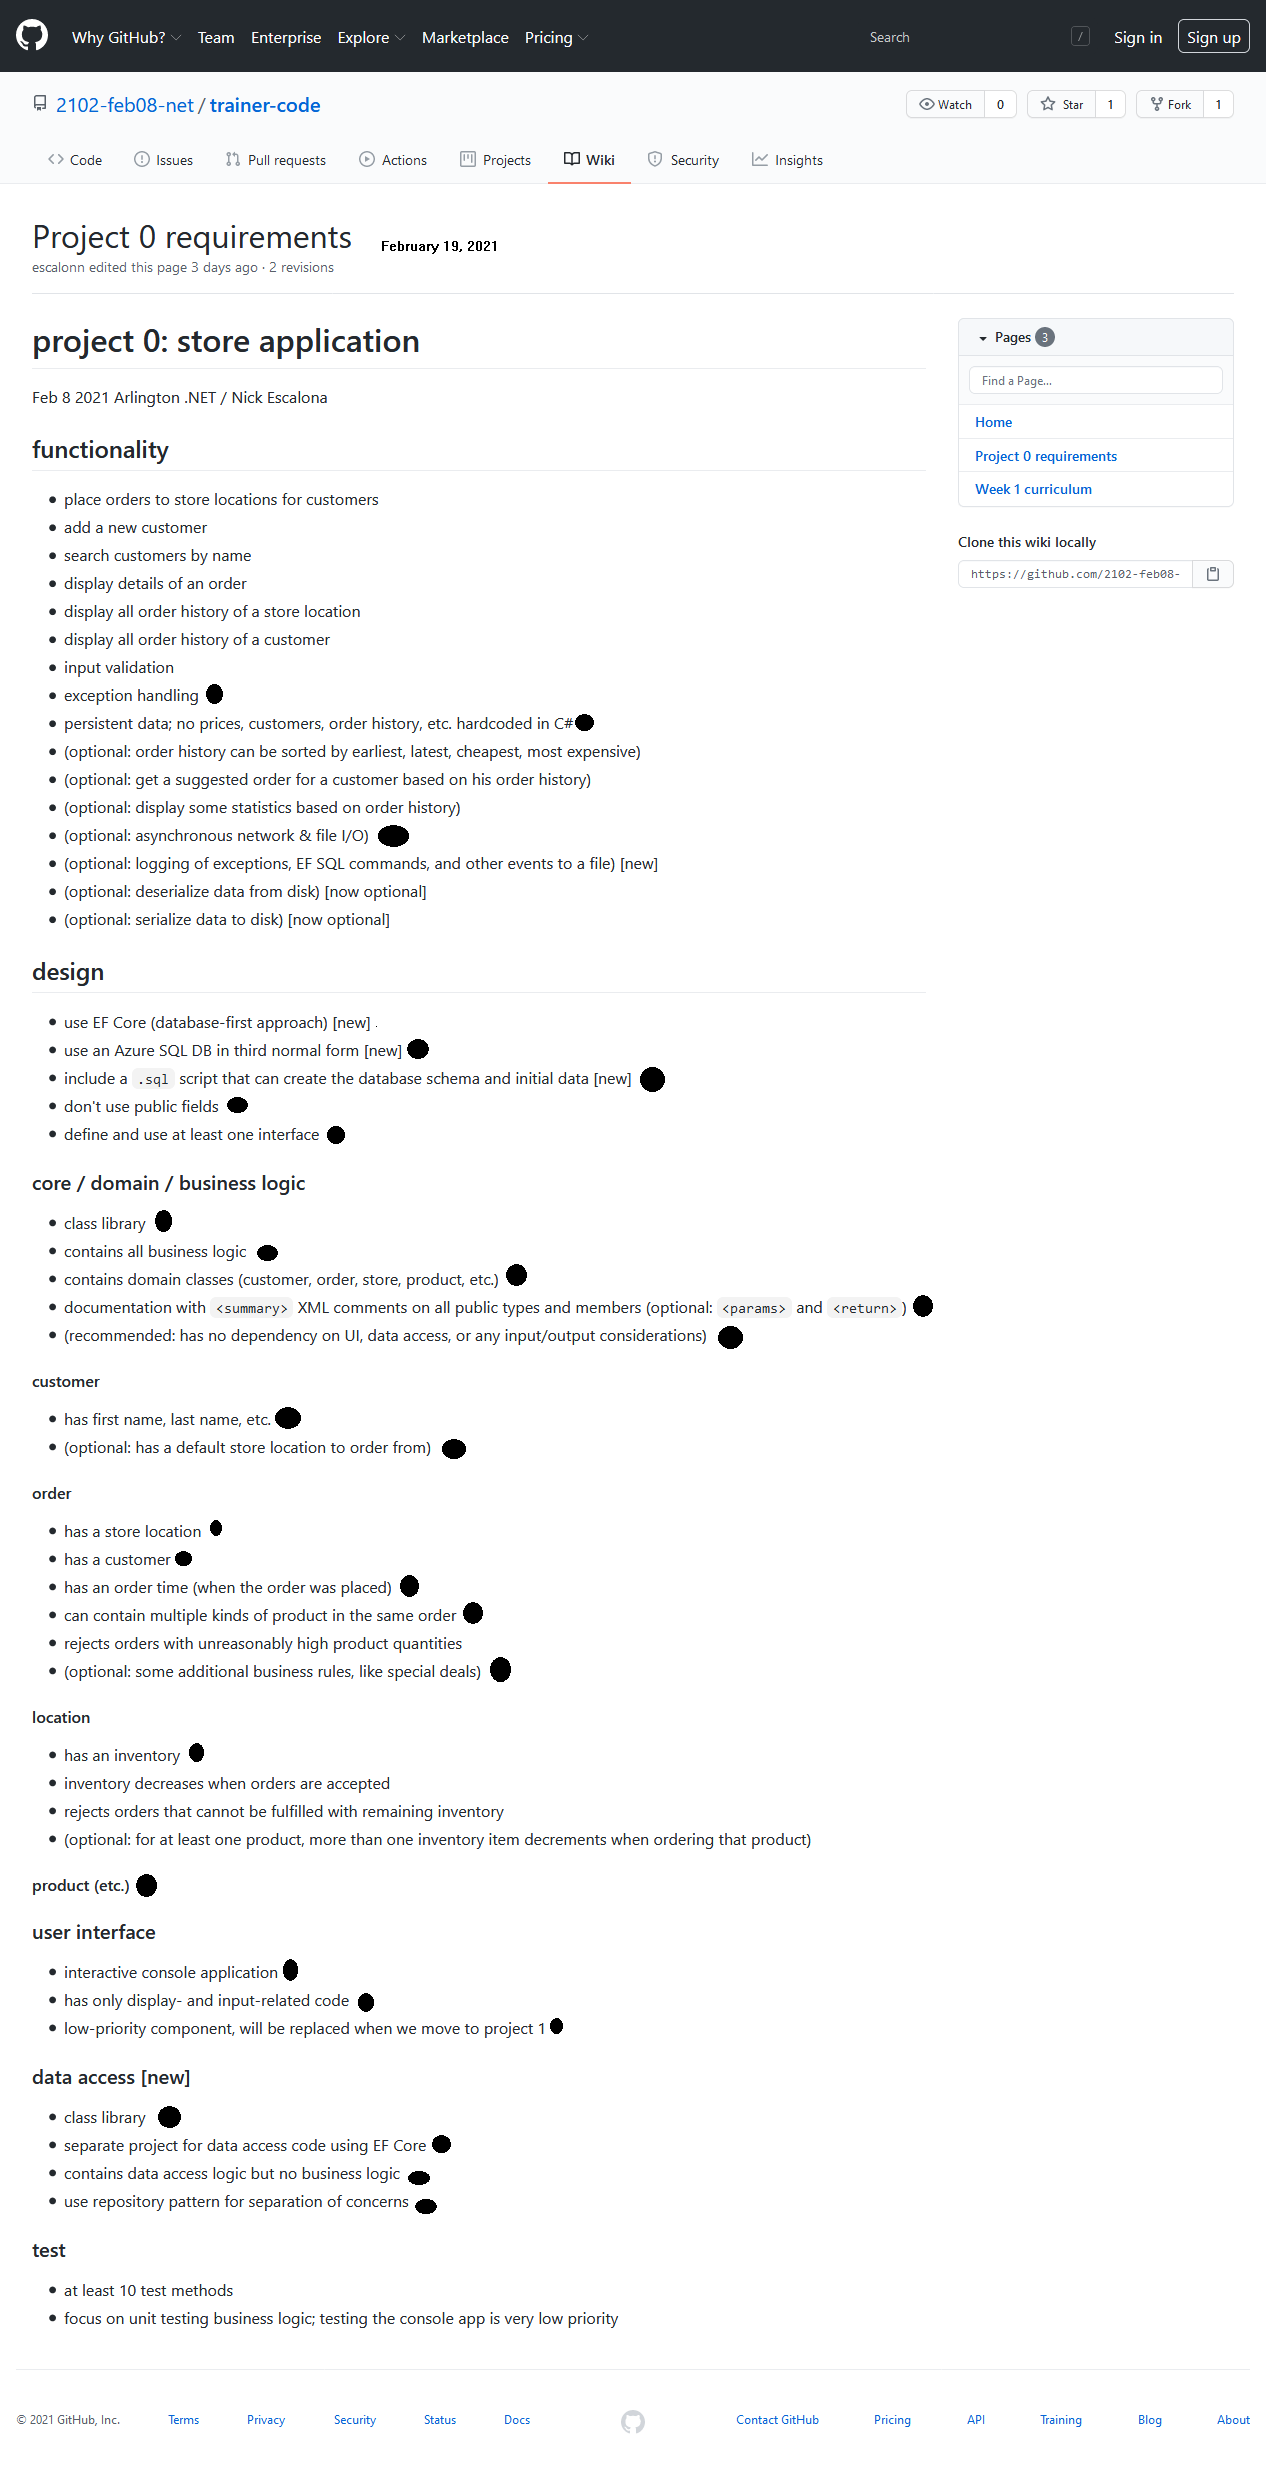 Why GitHub? Team Enterprise Explore Marketplace Pricing Search / Sign in Sign up
2102-feb08-net / trainer-code Watch 0 Star 1 Fork 1
Code Issues Pull requests Actions Projects Wiki Security Insights
Project 0 requirements February 19, 2021
escalonn edited this page 3 days ago · 2 revisions
project 0: store application
Feb 8 2021 Arlington .NET / Nick Escalona
functionality
• place orders to store locations for customers
• add a new customer
• search customers by name
• display details of an order
• display all order history of a store location
• display all order history of a customer
• input validation
• exception handling
• persistent data; no prices, customers, order history, etc. hardcoded in C#
• (optional: order history can be sorted by earliest, latest, cheapest, most expensive)
• (optional: get a suggested order for a customer based on his order history)
• (optional: display some statistics based on order history)
• (optional: asynchronous network & file I/O)
• (optional: logging of exceptions, EF SQL commands, and other events to a file) [new]
• (optional: deserialize data from disk) [now optional]
• (optional: serialize data to disk) [now optional]
design
• use EF Core (database-first approach) [new] .
• use an Azure SQL DB in third normal form [new]
• include a .sql script that can create the database schema and initial data [new]
• don't use public fields
• define and use at least one interface
core / domain / business logic
• class library
• contains all business logic
• contains domain classes (customer, order, store, product, etc.)
• documentation with <summary> XML comments on all public types and members (optional: <params> and <return>)
• (recommended: has no dependency on UI, data access, or any input/output considerations)
customer
• has first name, last name, etc.
• (optional: has a default store location to order from)
order
• has a store location
• has a customer
• has an order time (when the order was placed)
• can contain multiple kinds of product in the same order
• rejects orders with unreasonably high product quantities
• (optional: some additional business rules, like special deals)
location
• has an inventory
• inventory decreases when orders are accepted
• rejects orders that cannot be fulfilled with remaining inventory
• (optional: for at least one product, more than one inventory item decrements when ordering that product)
product (etc.)
user interface
• interactive console application
• has only display- and input-related code
• low-priority component, will be replaced when we move to project 1
data access [new]
• class library
• separate project for data access code using EF Core
• contains data access logic but no business logic
• use repository pattern for separation of concerns
test
• at least 10 test methods
• focus on unit testing business logic; testing the console app is very low priority
Pages 3
Find a Page...
Home
Project 0 requirements
Week 1 curriculum
Clone this wiki locally
https://github.com/2102-feb08-
© 2021 GitHub, Inc. Terms Privacy Security Status Docs Contact GitHub Pricing API Training Blog About